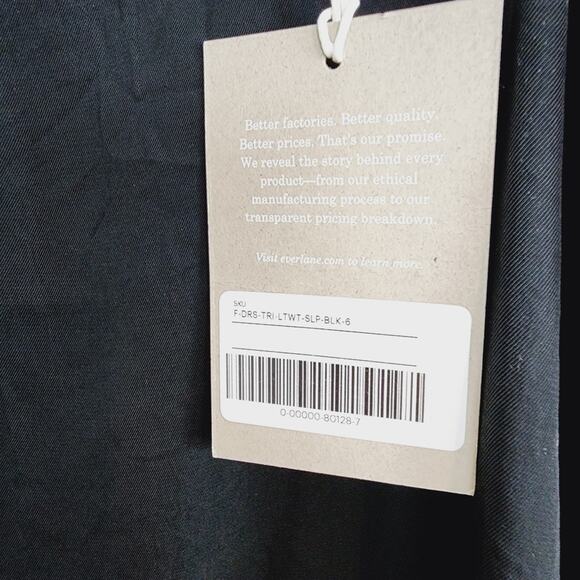 Better factories. Better quality.
Better prices. That's our promise.
We reveal the story behind every
product—from our ethical
manufacturing process to our
transparent pricing breakdown.
Visit everlane.com to learn more.
SKU
F-DRS-TRI-LTWT-SLP-BLK-6
0-00000-80128-7